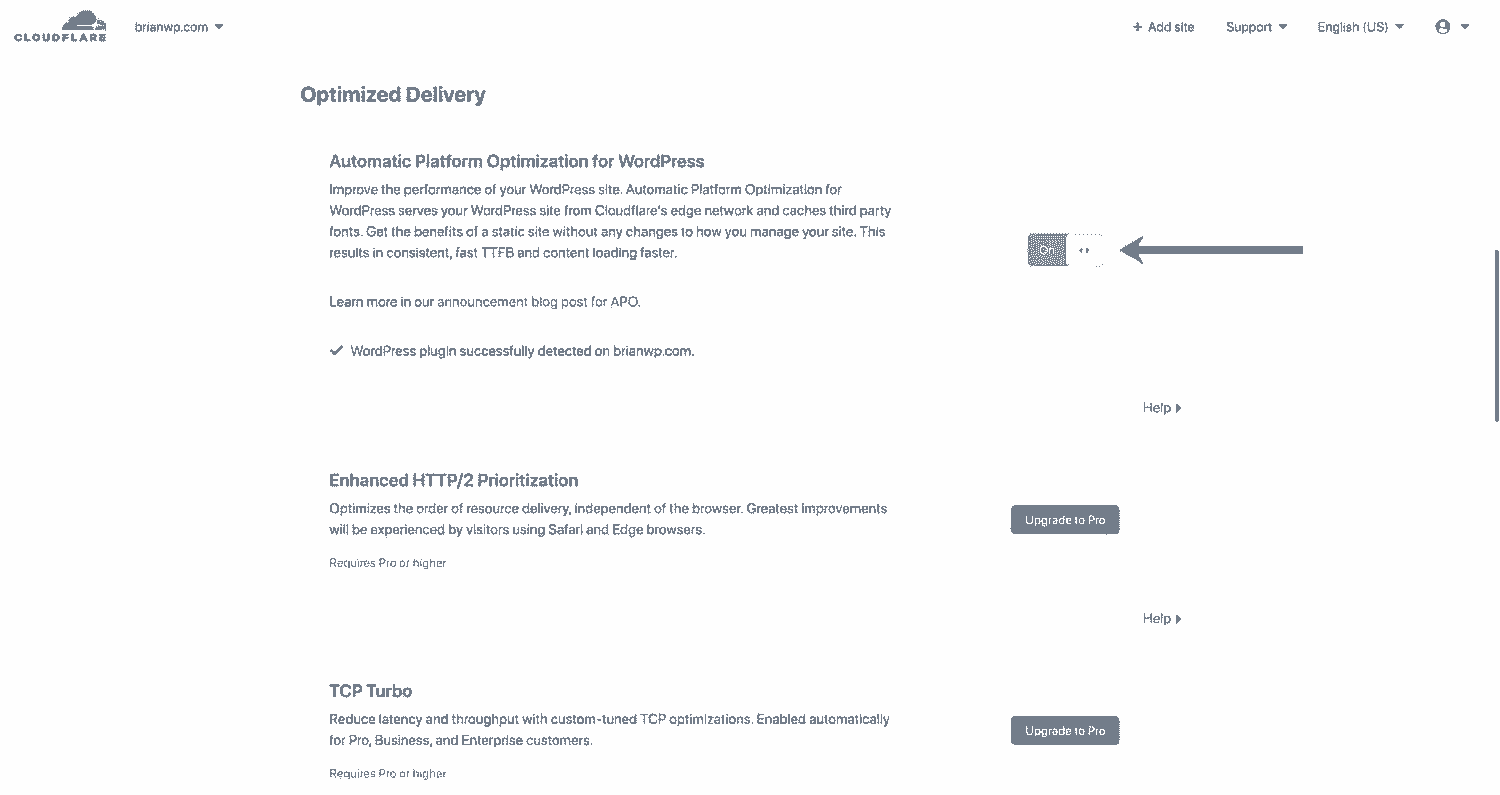 CLOUDFLARE
brianwp.com
+ Add site
Support
English (US)
Optimized Delivery
Automatic Platform Optimization for WordPress
Improve the performance of your WordPress site. Automatic Platform Optimization for
WordPress serves your WordPress site from Cloudflare's edge network and caches third party
fonts. Get the benefits of a static site without any changes to how you manage your site. This
results in consistent, fast TTFB and content loading faster.
On
Learn more in our announcement blog post for APO.
WordPress plugin successfully detected on brianwp.com.
Help
Enhanced HTTP/2 Prioritization
Optimizes the order of resource delivery, independent of the browser. Greatest improvements
will be experienced by visitors using Safari and Edge browsers.
Upgrade to Pro
Requires Pro or higher
Help
TCP Turbo
Reduce latency and throughput with custom-tuned TCP optimizations. Enabled automatically
for Pro, Business, and Enterprise customers.
Upgrade to Pro
Requires Pro or higher